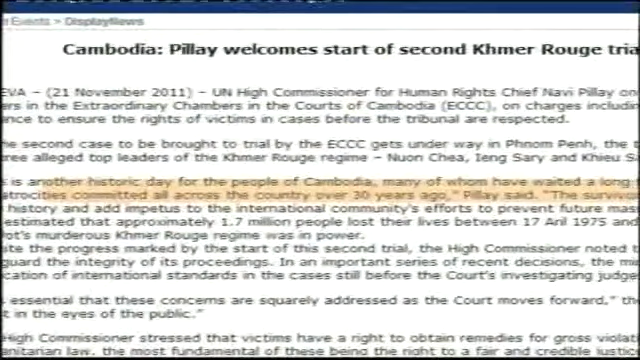 Events > DisplayNews
Cambodia: Pillay welcomes start of second Khmer Rouge tria
EVA – (21 November 2011) – UN High Commissioner for Human Rights Chief Navi Pillay on
ers in the Extraordinary Chambers in the Courts of Cambodia (ECCC), on charges includin
nce to ensure the rights of victims in cases before the tribunal are respected.
e second case to be brought to trial by the ECCC gets under way in Phnom Penh, the t
ree alleged top leaders of the Khmer Rouge regime – Nuon Chea, Ieng Sary and Khieu Sa
s is another historic day for the people of Cambodia, many of whom have waited a long
trocities committed all across the country over 30 years ago," Pillay said. "The survivo
history and add impetus to the international community's efforts to prevent future mass
estimated that approximately 1.7 million people lost their lives between 17 Aril 1975 and
ot's murderous Khmer Rouge regime was in power.
ite the progress marked by the start of this second trial, the High Commissioner noted t
guard the integrity of its proceedings. In an important series of recent decisions, the
cation of international standards in the cases still before the Court's investigating judge
essential that these concerns are squarely addressed as the Court moves forward," th
t in the eyes of the public."
High Commissioner stressed that victims have a right to obtain remedies for gross violat
anitarian law, the most fundamental of these being the right to a fair and credible justic